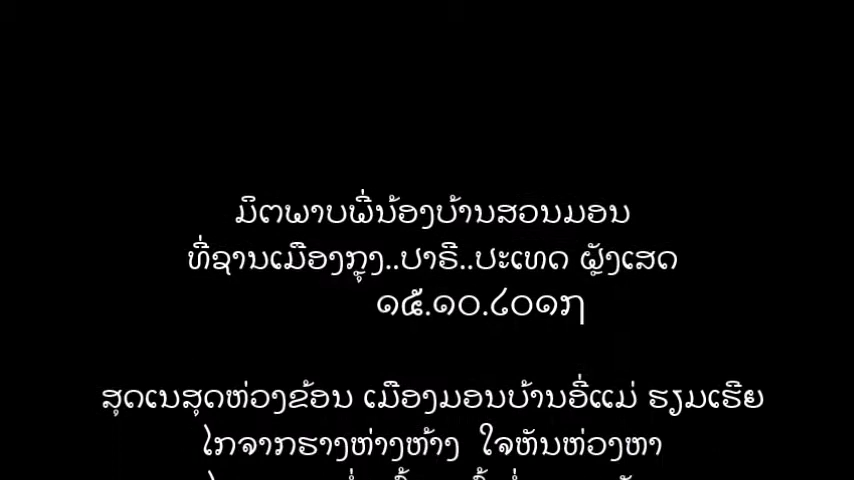 ມິຕພາບພີ່ນ້ອງບ້ານສວນມອນ
ທີ່ຊານເມືອງກຼຸງ..ປາຣີ..ປະເທດ ຝຼັງເສດ
໑໕.໑໐.໒໐໑໗
ສຸດເນສຸດຫ່ວງຂ້ອນ ເມືອງມອນບ້ານອີ່ແມ່ ຮຽມເຮີຍ
ໄກຈາກຮາງຫ່າງຫ້າງ ໃຈຫັນຫ່ວງຫາ